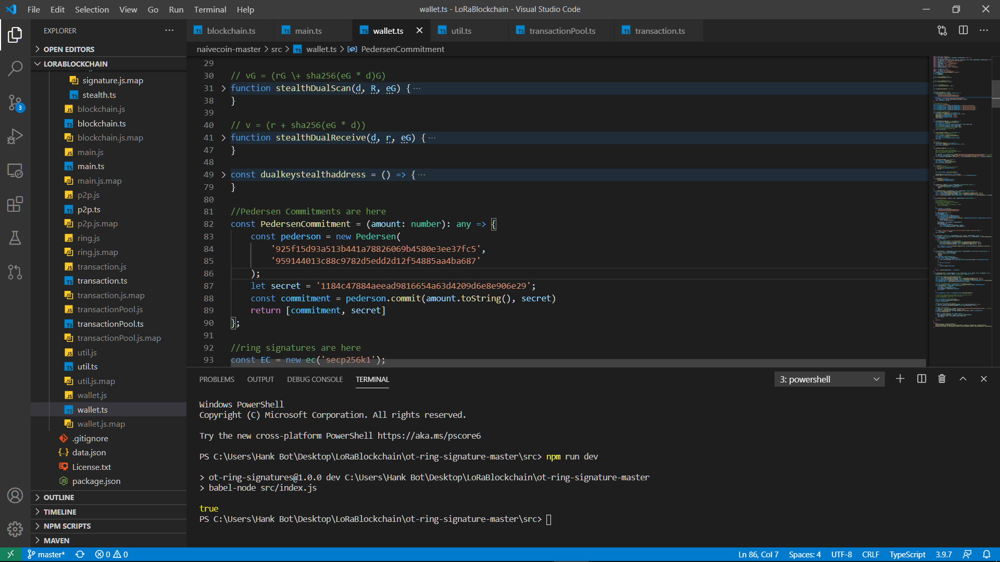 File Edit Selection View Go Run Terminal Help
wallet.ts - LoRaBlockchain - Visual Studio Code
EXPLORER
OPEN EDITORS
LORABLOCKCHAIN
signature.js.map
stealth.ts
blockchain.js
blockchain.ts
blockchain.js.map
main.js
main.ts
main.js.map
p2p.js
p2p.ts
p2p.js.map
ring.js
ring.js.map
transaction.js
transaction.ts
transaction.js.map
transactionPool.js
transactionPool.ts
transactionPool.js.map
util.js
util.ts
util.js.map
wallet.js
wallet.ts
wallet.js.map
.gitignore
data.json
License.txt
package.json
OUTLINE
TIMELINE
NPM SCRIPTS
MAVEN
3
blockchain.ts main.ts wallet.ts util.ts transactionPool.ts transaction.ts
naivecoin-master > src > wallet.ts > PedersenCommitment
29
30 // vG = (rG \+ sha256(eG * d)G)
31 function stealthDualScan(d, R, eG) { ...
38 }
39
40 // v = (r + sha256(eG * d))
41 function stealthDualReceive(d, r, eG) { ...
47 }
48
49 const dualkeystealthaddress = () => { ...
79 }
80
81 //Pedersen Commitments are here
82 const PedersenCommitment = (amount: number): any => {
83 const pederson = new Pedersen(
84 '925f15d93a513b441a78826069b4580e3ee37fc5',
85 '959144013c88c9782d5edd2d12f54885aa4ba687'
86 );
87 let secret = '1184c47884aeead9816654a63d4209d6e8e906e29';
88 const commitment = pederson.commit(amount.toString(), secret)
89 return [commitment, secret]
90 };
91
92 //ring signatures are here
93 const EC = new ec('secp256k1');
PROBLEMS OUTPUT DEBUG CONSOLE TERMINAL
3: powershell
Windows PowerShell
Copyright (C) Microsoft Corporation. All rights reserved.
Try the new cross-platform PowerShell https://aka.ms/pscore6
PS C:\Users\Hank Bot\Desktop\LoRaBlockchain\ot-ring-signature-master\src> npm run dev
> ot-ring-signatures@1.0.0 dev C:\Users\Hank Bot\Desktop\LoRaBlockchain\ot-ring-signature-master
> babel-node src/index.js
true
PS C:\Users\Hank Bot\Desktop\LoRaBlockchain\ot-ring-signature-master\src>
master* 0 0
Ln 86, Col 7 Spaces: 4 UTF-8 CRLF TypeScript 3.9.7